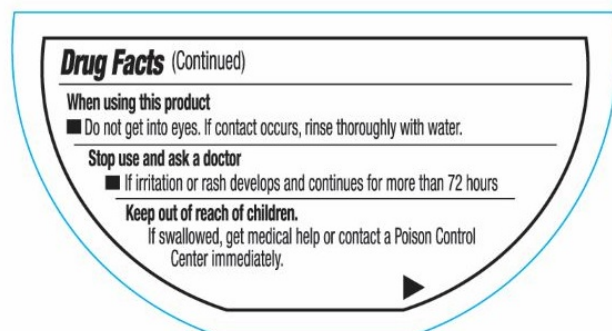 Drug Facts (Continued)
When using this product
■ Do not get into eyes. If contact occurs, rinse thoroughly with water.
Stop use and ask a doctor
■ If irritation or rash develops and continues for more than 72 hours
Keep out of reach of children.
If swallowed, get medical help or contact a Poison Control
Center immediately.